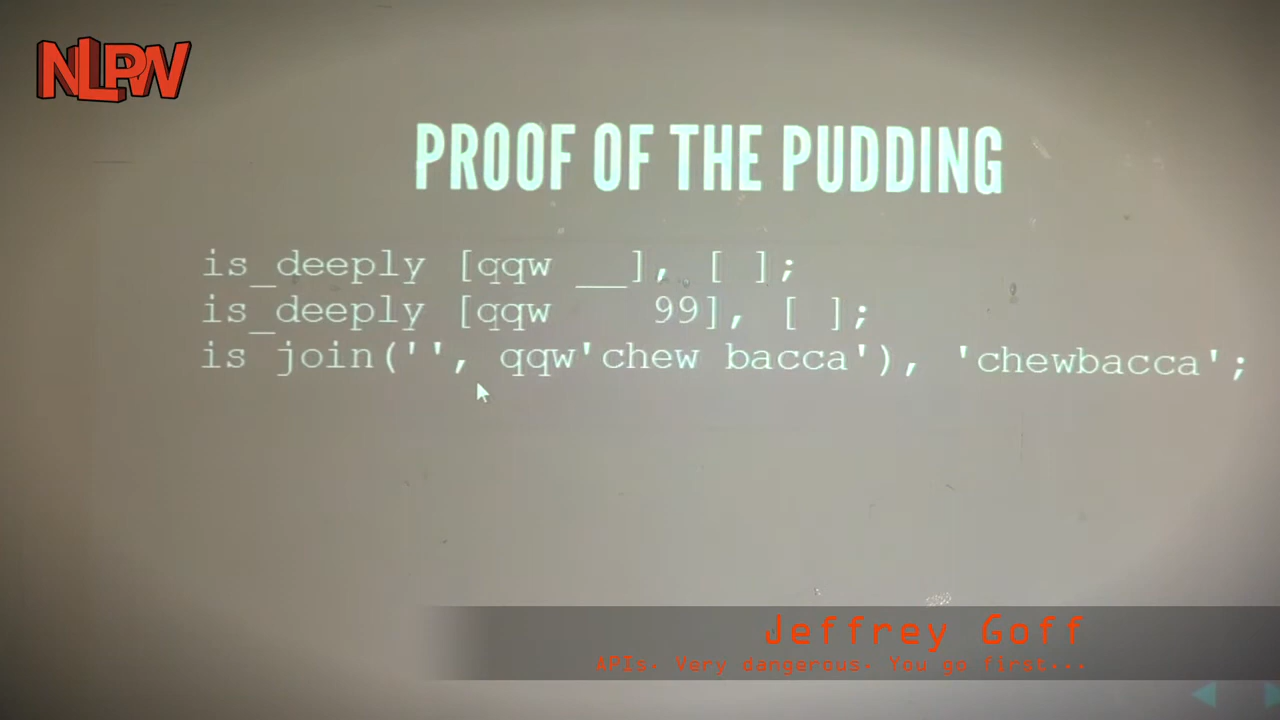 NLPW
PROOF OF THE PUDDING
is_deeply [qqw __], [ ];
is_deeply [qqw    99], [ ];
is join('', qqw'chew bacca'), 'chewbacca';
Jeffrey Goff
APIs. Very dangerous. You go first...